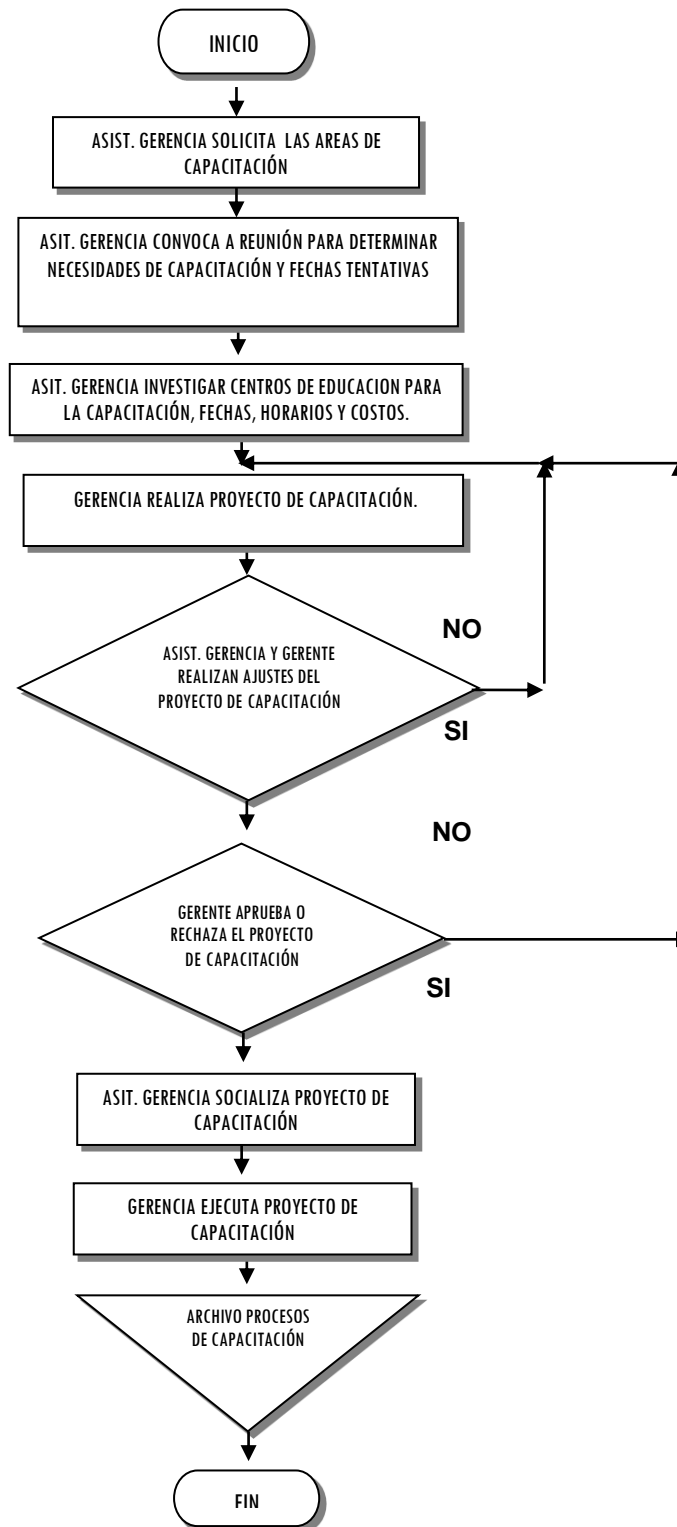 INICIO
ASIST. GERENCIA SOLICITA LAS AREAS DE
CAPACITACIÓN
ASIT. GERENCIA CONVOCA A REUNIÓN PARA DETERMINAR
NECESIDADES DE CAPACITACIÓN Y FECHAS TENTATIVAS
ASIT. GERENCIA INVESTIGAR CENTROS DE EDUCACION PARA
LA CAPACITACIÓN, FECHAS, HORARIOS Y COSTOS.
GERENCIA REALIZA PROYECTO DE CAPACITACIÓN.
NO
ASIST. GERENCIA Y GERENTE
REALIZAN AJUSTES DEL
PROYECTO DE CAPACITACIÓN
SI
NO
GERENTE APRUEBA O
RECHAZA EL PROYECTO
DE CAPACITACIÓN
SI
ASIT. GERENCIA SOCIALIZA PROYECTO DE
CAPACITACIÓN
GERENCIA EJECUTA PROYECTO DE
CAPACITACIÓN
ARCHIVO PROCESOS
DE CAPACITACIÓN
FIN